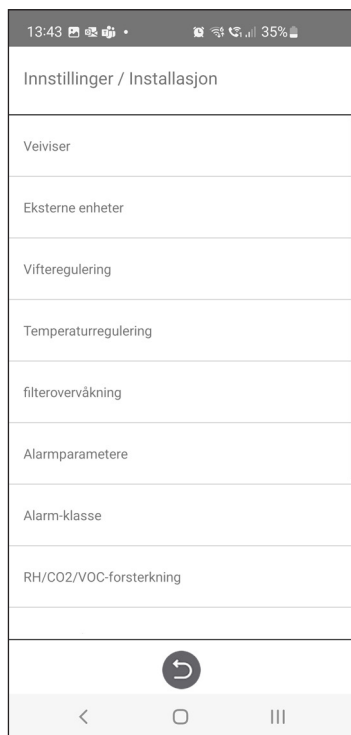 13:43 35%
Innstillinger / Installasjon
Veiviser
Eksterne enheter
Vifteregulering
Temperaturregulering
filterovervåkning
Alarmparametere
Alarm-klasse
RH/CO2/VOC-forsterkning